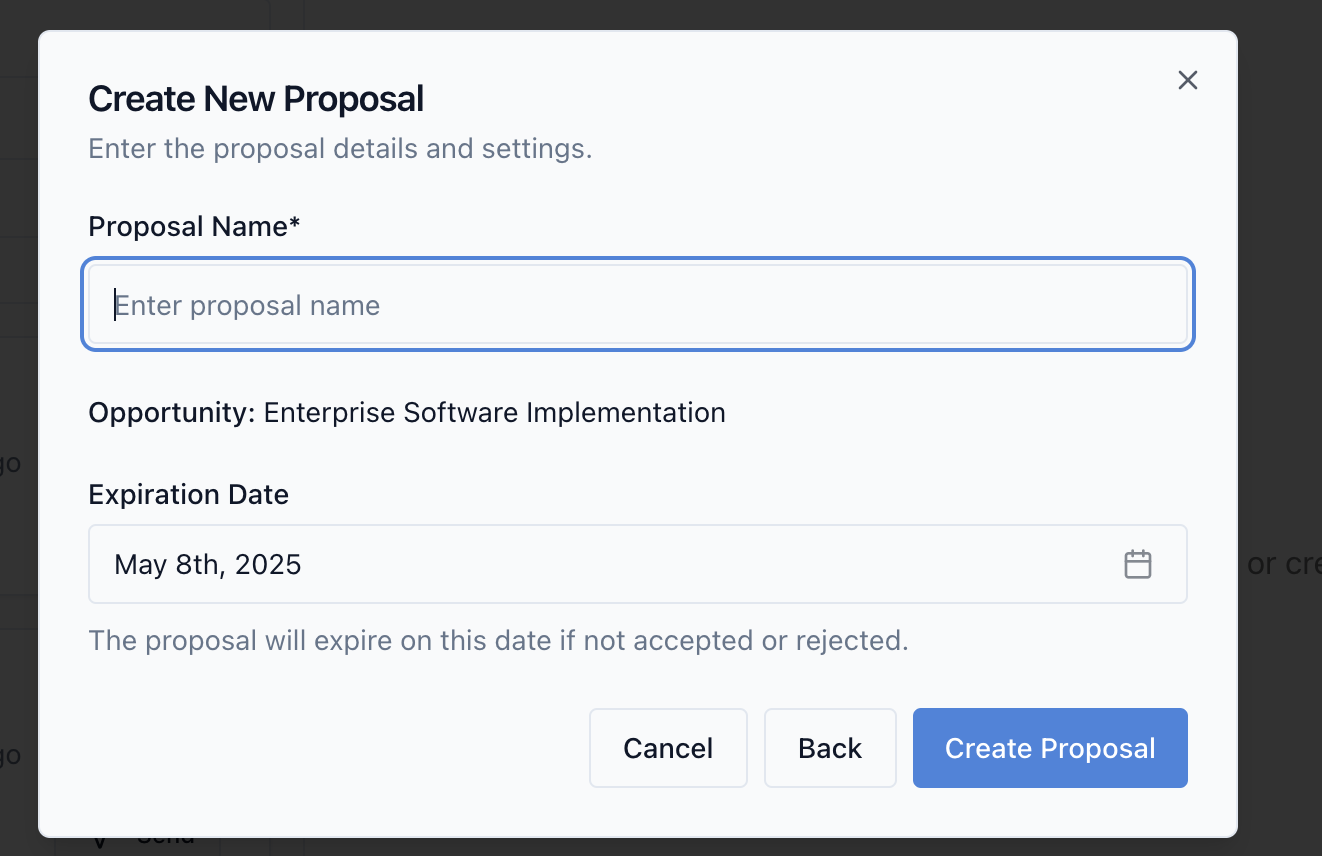 Create New Proposal
Enter the proposal details and settings.
Proposal Name*
Enter proposal name
Opportunity: Enterprise Software Implementation
go
Expiration Date
May 8th, 2025
or cre
The proposal will expire on this date if not accepted or rejected.
Cancel
Back
Create Proposal
go
Send